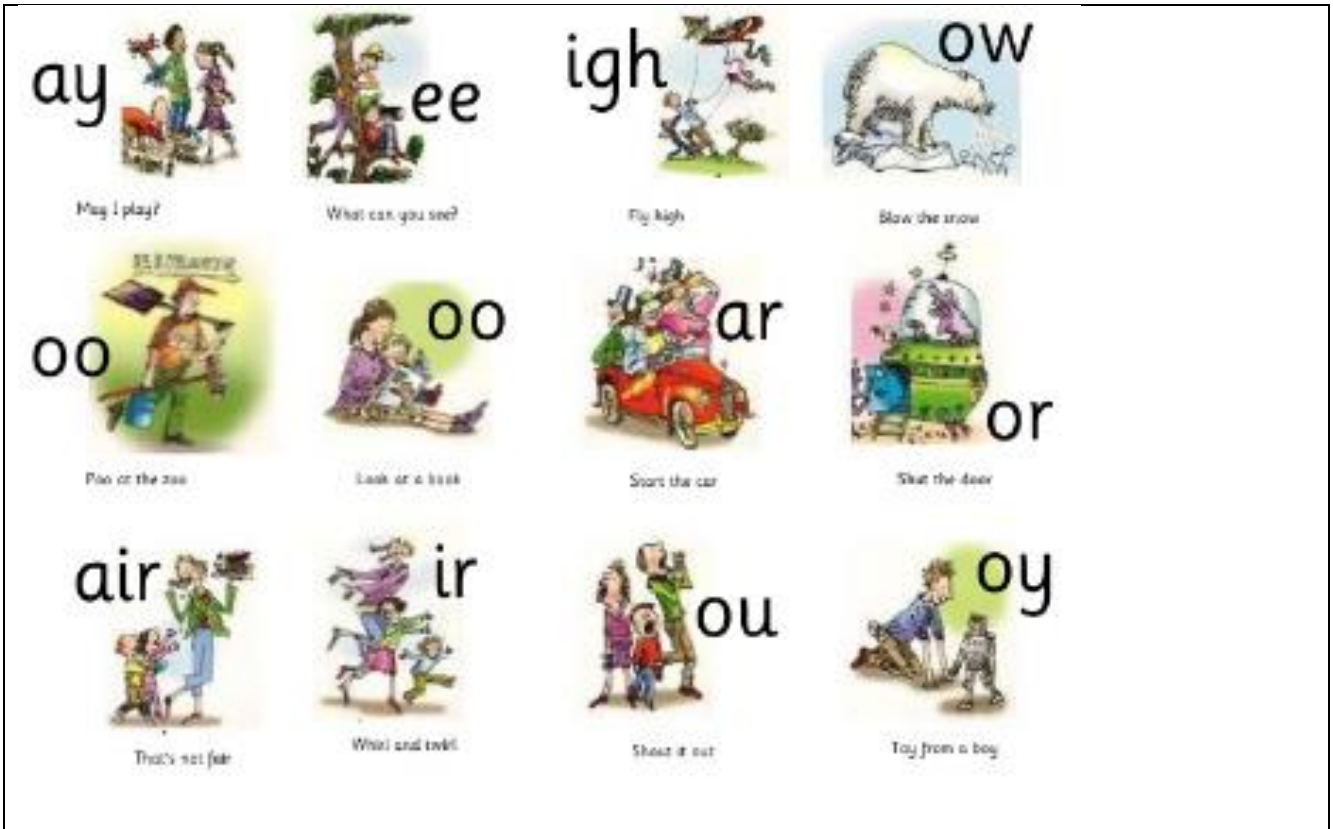 ay
ee
igh
ow
May I play?
What can you see?
Fly high
Blow the snow
oo
oo
ar
or
Poo at the zoo
Look at a book
Start the car
Shut the door
air
ir
ou
oy
That's not fair
Whirl and twirl
Shout it out
Toy from a boy